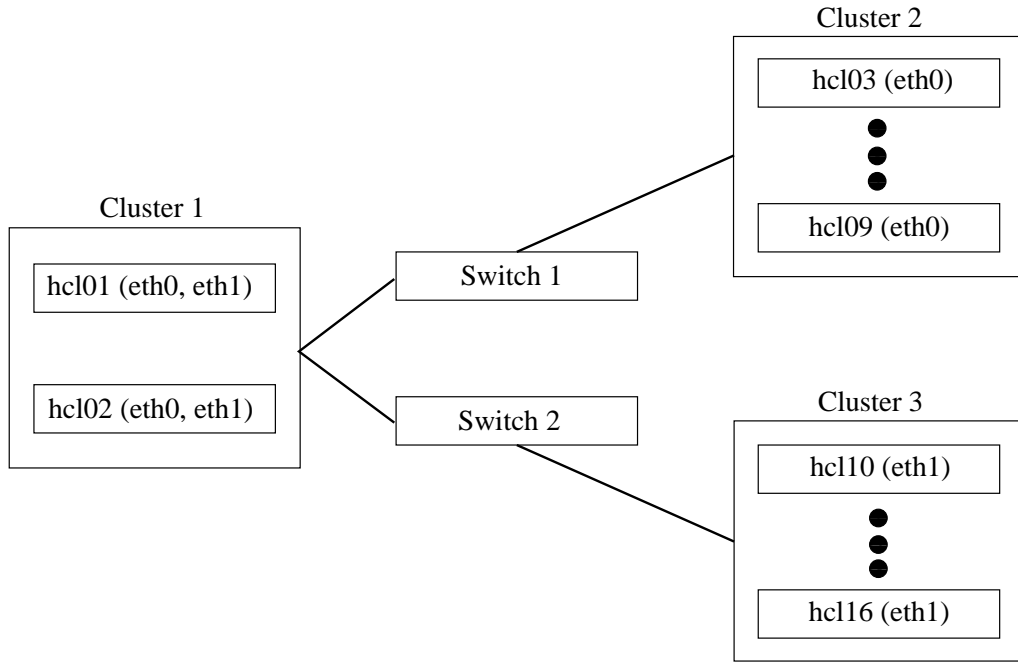 Cluster 2
hcl03 (eth0)
hcl09 (eth0)
Cluster 1
hcl01 (eth0, eth1)
hcl02 (eth0, eth1)
Switch 1
Switch 2
Cluster 3
hcl10 (eth1)
hcl16 (eth1)